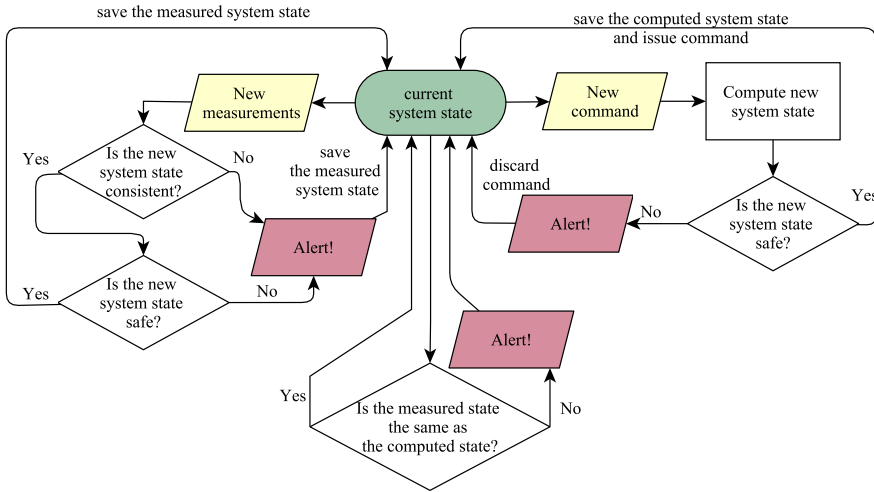 save the measured system state
save the computed system state
and issue command
New
measurements
current
system state
New
command
Compute new
system state
Yes
Is the new
system state
consistent?
No
save
the measured
system state
discard
command
Alert!
Alert!
No
Is the new
system state
safe?
Yes
Yes
Is the new
system state
safe?
No
Alert!
Yes
Is the measured state
the same as
the computed state?
No